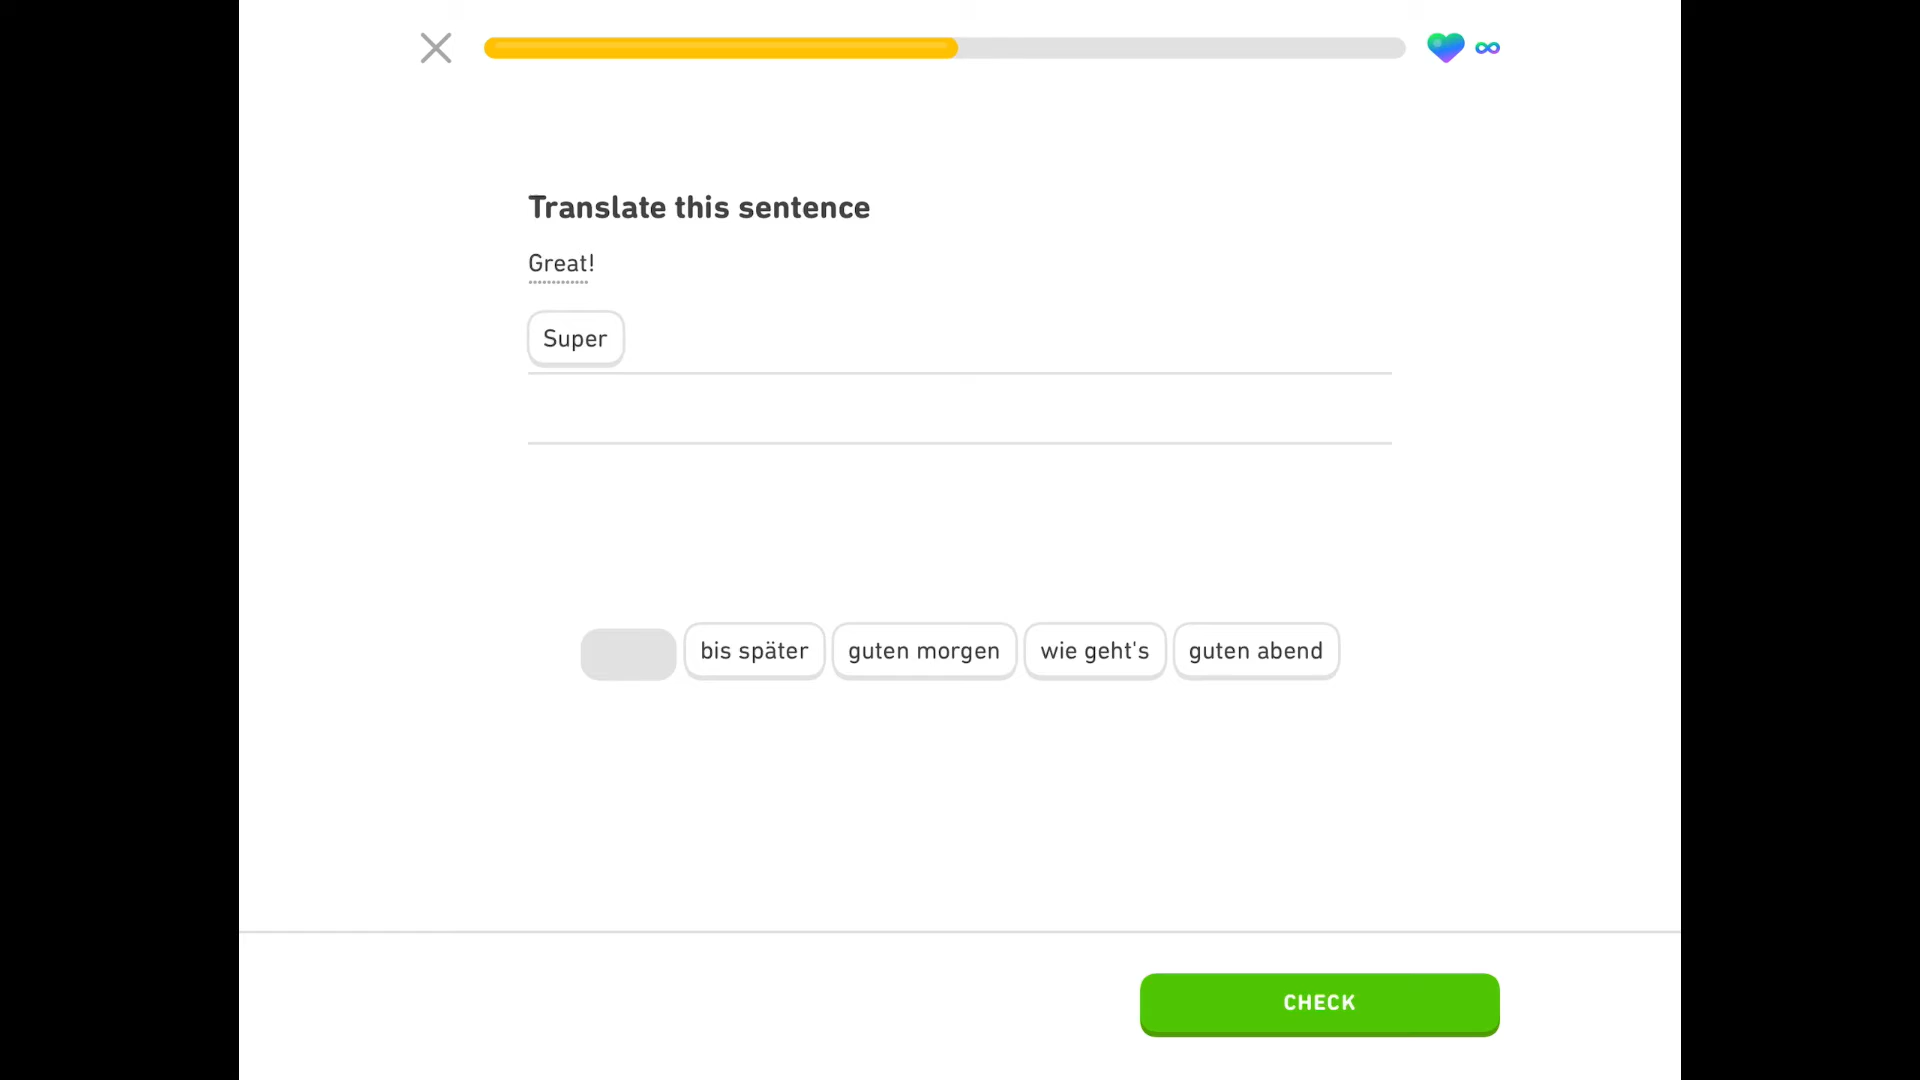 Translate this sentence
Great!
Super
bis später guten morgen wie geht's guten abend
CHECK